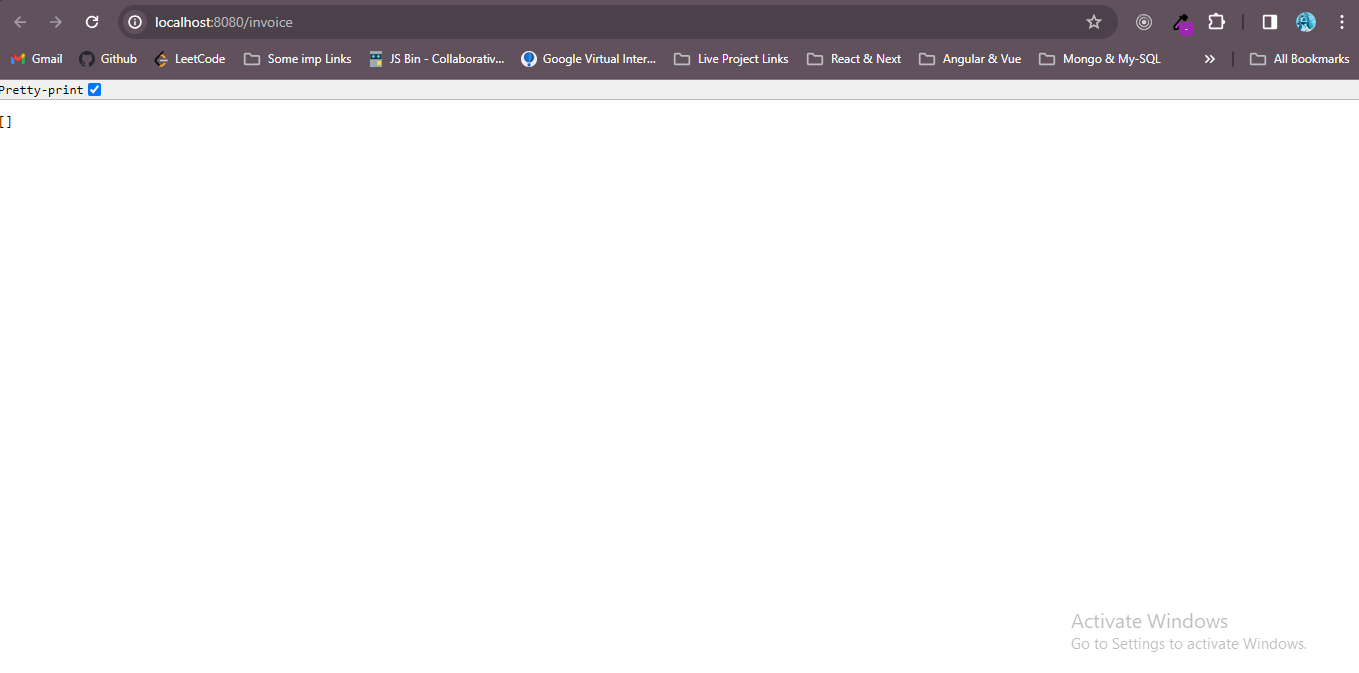 localhost:8080/invoice
Gmail Github LeetCode Some imp Links JS Bin - Collaborativ... Google Virtual Inter... Live Project Links React & Next Angular & Vue Mongo & My-SQL » All Bookmarks
Pretty-print
[]
Activate Windows
Go to Settings to activate Windows.